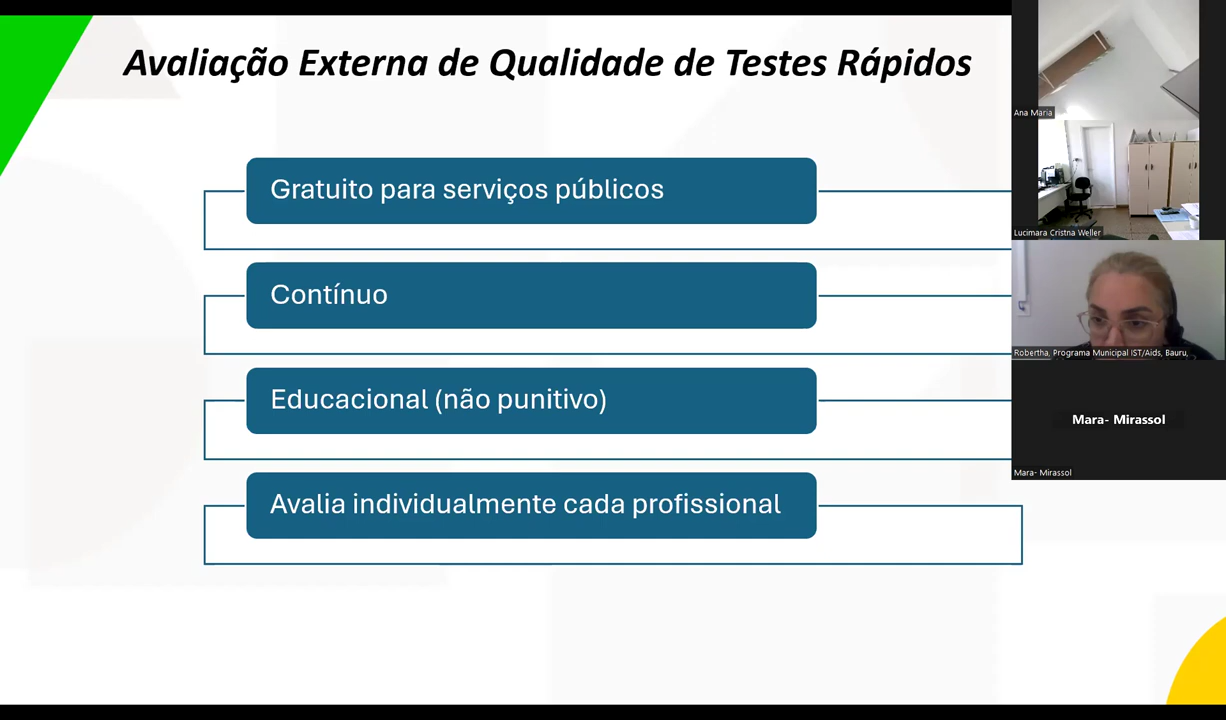 Avaliação Externa de Qualidade de Testes Rápidos
Gratuito para serviços públicos
Contínuo
Educacional (não punitivo)
Avalia individualmente cada profissional
Ana Maria
Lucimara Cristna Weller
Robertha, Programa Municipal IST/Aids, Bauru,
Mara- Mirassol
Mara- Mirassol